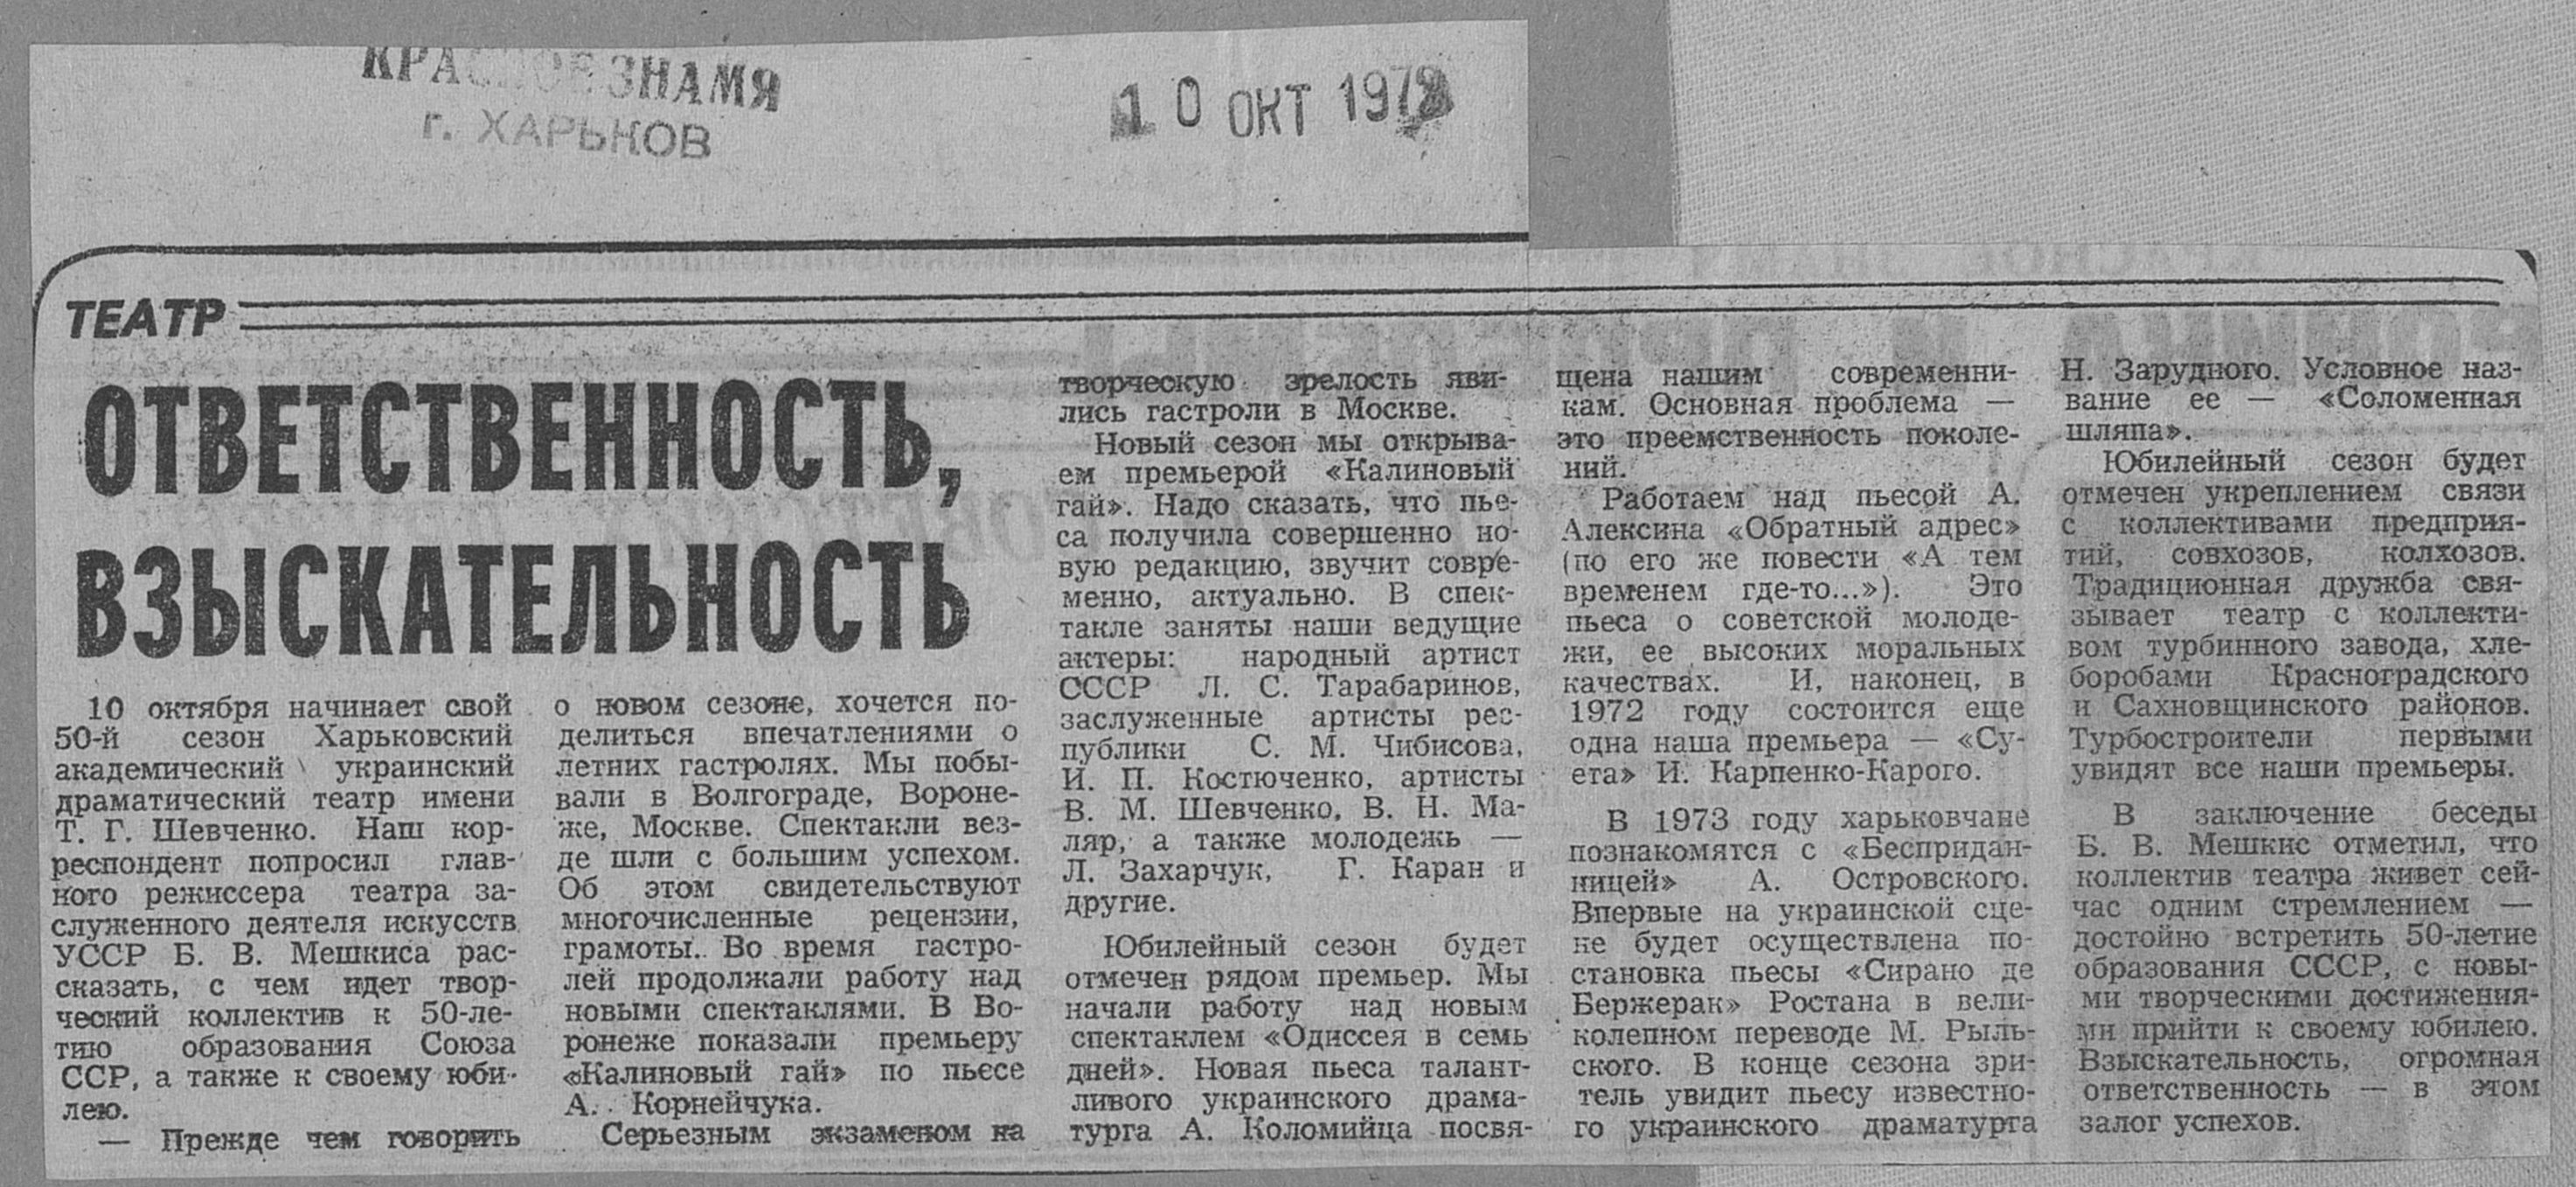 КРАСНОЕ ЗНАМЯ
г. ХАРЬКОВ
10 ОКТ 1972
ТЕАТР
ОТВЕТСТВЕННОСТЬ,
ВЗЫСКАТЕЛЬНОСТЬ
10 октября начинает свой
50-й сезон Харьковский
академический украинский
драматический театр имени
Т. Г. Шевченко. Наш кор-
респондент попросил глав-
ного режиссера театра за-
служенного деятеля искусств
УССР Б. В. Мешкиса рас-
сказать, с чем идет твор-
ческий коллектив к 50-ле-
тию образования Союза
ССР, а также к своему юби-
лею.
— Прежде чем говорить
о новом сезоне, хочется по-
делиться впечатлениями о
летних гастролях. Мы побы-
вали в Волгограде, Вороне-
же, Москве. Спектакли вез-
де шли с большим успехом.
Об этом свидетельствуют
многочисленные рецензии,
грамоты. Во время гастро-
лей продолжали работу над
новыми спектаклями. В Во-
ронеже показали премьеру
«Калиновый гай» по пьесе
А. Корнейчука.
Серьезным экзаменом на
творческую зрелость яви-
лись гастроли в Москве.
Новый сезон мы открыва-
ем премьерой «Калиновый
гай». Надо сказать, что пье-
са получила совершенно но-
вую редакцию, звучит совре-
менно, актуально. В спек-
такле заняты наши ведущие
актеры: народный артист
СССР Л. С. Тарабаринов,
заслуженные артисты рес-
публики С. М. Чибисова,
И. П. Костюченко, артисты
В. М. Шевченко, В. Н. Ма-
ляр, а также молодежь —
Л. Захарчук, Г. Каран и
другие.
Юбилейный сезон будет
отмечен рядом премьер. Мы
начали работу над новым
спектаклем «Одиссея в семь
дней». Новая пьеса талант-
ливого украинского драма-
турга А. Коломийца посвя-
щена нашим современни-
кам. Основная проблема —
это преемственность поколе-
ний.
Работаем над пьесой А.
Алексина «Обратный адрес»
(по его же повести «А тем
временем где-то...»). Это
пьеса о советской молоде-
жи, ее высоких моральных
качествах. И, наконец, в
1972 году состоится еще
одна наша премьера — «Су-
ета» И. Карпенко-Карого.
В 1973 году харьковчане
познакомятся с «Беспридан-
ницей» А. Островского.
Впервые на украинской сце-
не будет осуществлена по-
становка пьесы «Сирано де
Бержерак» Ростана в вели-
колепном переводе М. Рыль-
ского. В конце сезона зри-
тель увидит пьесу известно-
го украинского драматурга
Н. Зарудного. Условное наз-
вание ее — «Соломенная
шляпа».
Юбилейный сезон будет
отмечен укреплением связи
с коллективами предприя-
тий, совхозов, колхозов.
Традиционная дружба свя-
зывает театр с коллекти-
вом турбинного завода, хле-
боробами Красноградского
и Сахновщинского районов.
Турбостроители первыми
увидят все наши премьеры.
В заключение беседы
Б. В. Мешкис отметил, что
коллектив театра живет сей-
час одним стремлением —
достойно встретить 50-летие
образования СССР, с новы-
ми творческими достижения-
ми прийти к своему юбилею.
Взыскательность, огромная
ответственность — в этом
залог успехов.